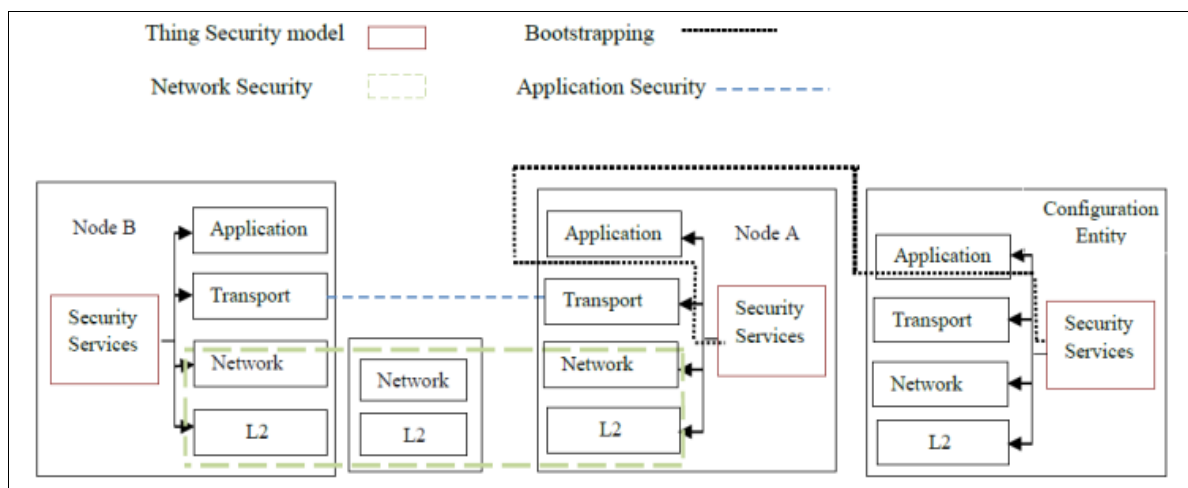 Thing Security model
Bootstrapping
Network Security
Application Security
Node B
Application
Transport
Security
Services
Network
L2
Network
L2
Application
Node A
Transport
Security
Services
Network
L2
Configuration
Entity
Application
Transport
Security
Services
Network
L2